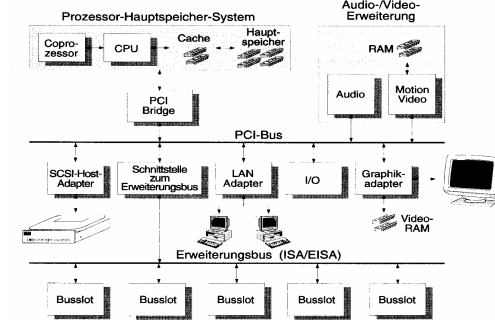 Prozessor-Hauptspeicher-System
Audio-/Video-
Erweiterung
Copro-
zessor
CPU
Cache
Haupt-
speicher
RAM
PCI
Bridge
Audio
Motion
Video
PCI-Bus
SCSI-Host-
Adapter
Schnittstelle
zum
Erweiterungsbus
LAN
Adapter
I/O
Graphik-
adapter
Video-
RAM
Erweiterungsbus (ISA/EISA)
Busslot
Busslot
Busslot
Busslot
Busslot